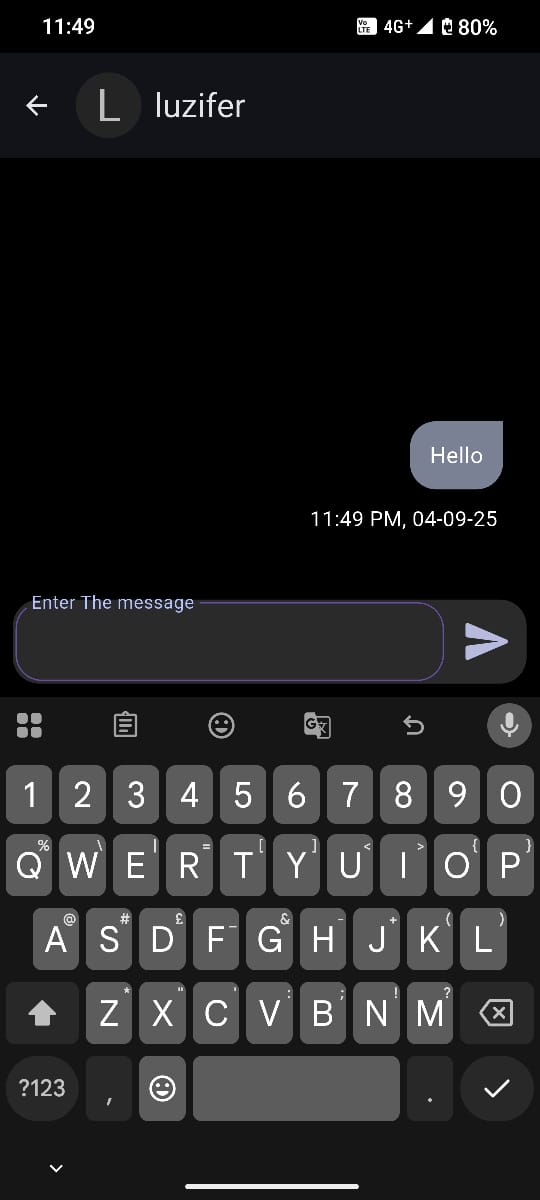 11:49 Vo LTE 4G+ 80%
L luzifer
Hello
11:49 PM, 04-09-25
Enter The message
1 2 3 4 5 6 7 8 9 0
% \ | = [ ] < > { }
Q W E R T Y U I O P
@ # £ _ & - + ( )
A S D F G H J K L
* " ' : ; ! ?
Z X C V B N M
?123 , .